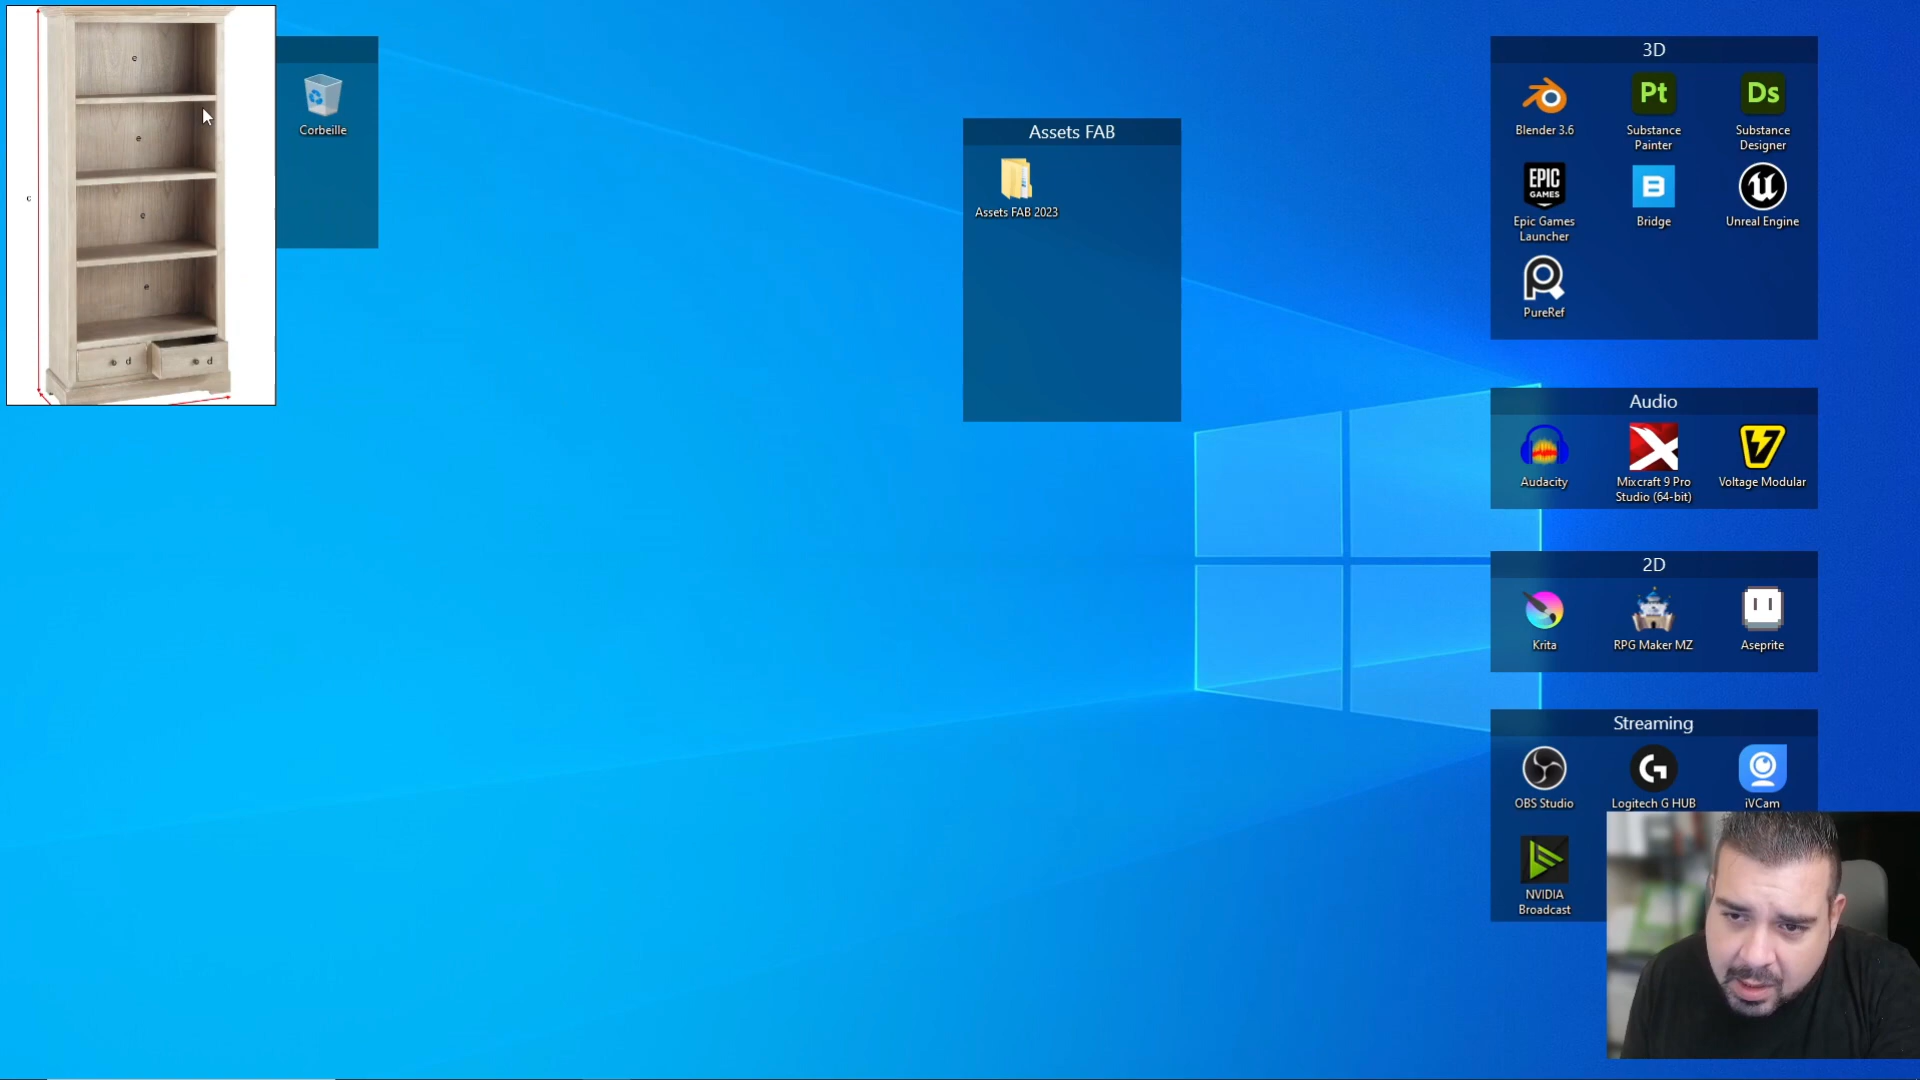 e
e
c
e
e
d
d
Corbeille
Assets FAB
Assets FAB 2023
3D
Blender 3.6
Pt
Substance
Painter
Ds
Substance
Designer
EPIC
GAMES
Epic Games
Launcher
B
Bridge
Unreal Engine
PureRef
Audio
Audacity
Mixcraft 9 Pro
Studio (64-bit)
Voltage Modular
2D
Krita
RPG Maker MZ
Aseprite
Streaming
OBS Studio
Logitech G HUB
iVCam
NVIDIA
Broadcast